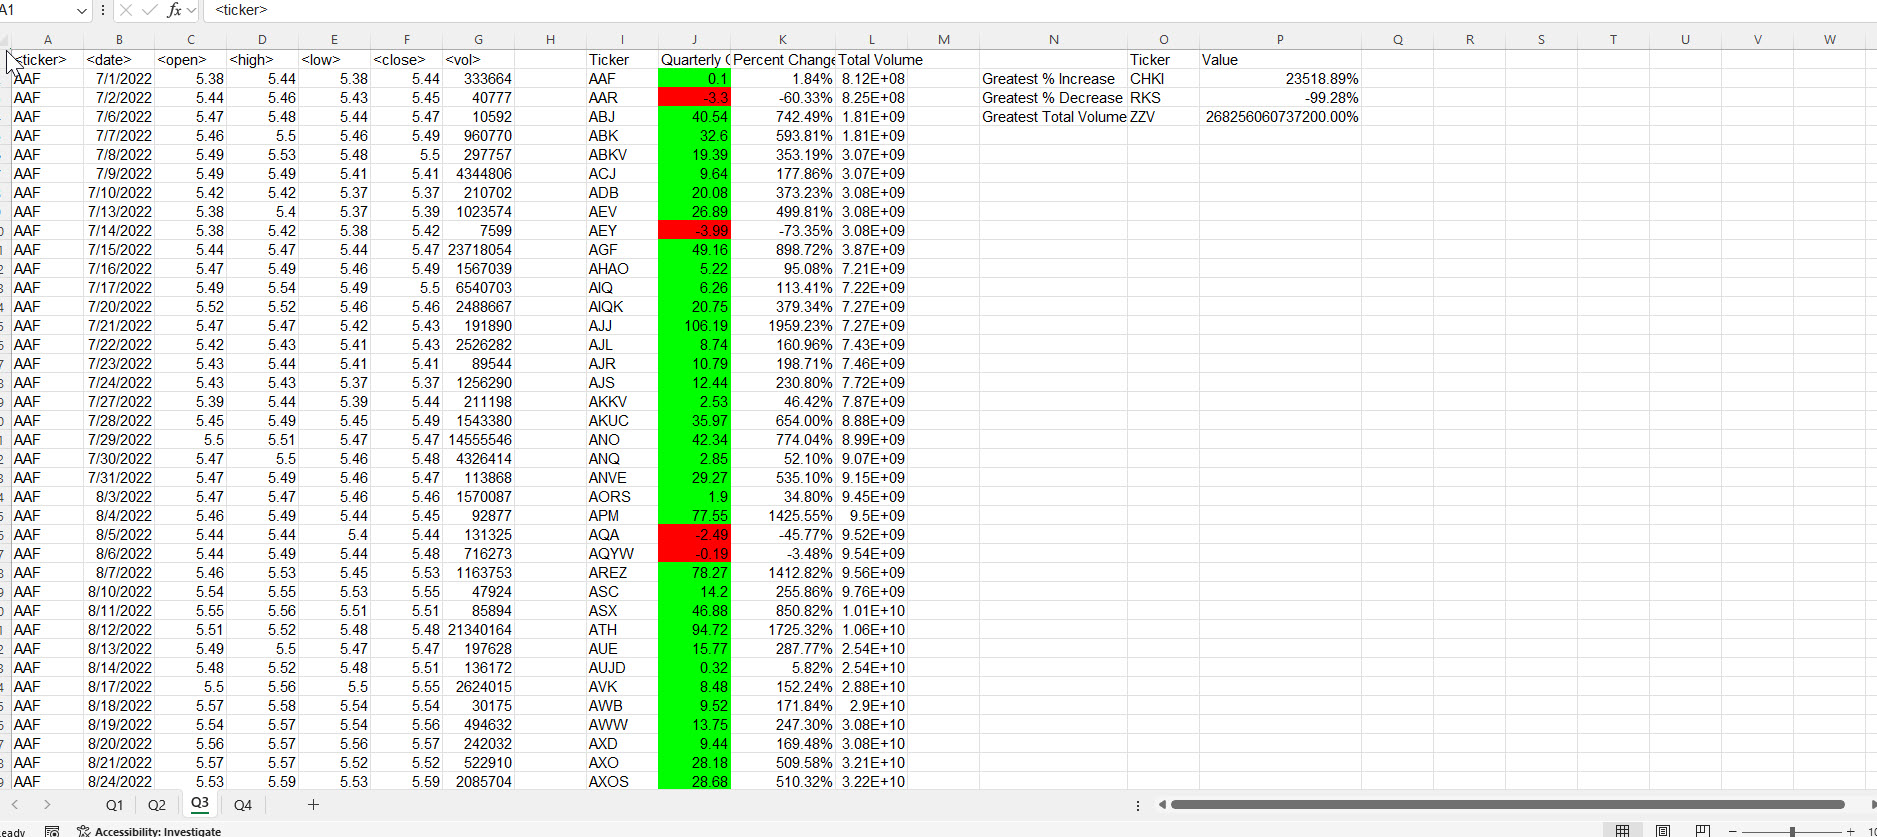 A1 fx <ticker>
A B C D E F G H I J K L M N O P Q R S T U V W
<ticker> <date> <open> <high> <low> <close> <vol> Ticker Quarterly Percent Change Total Volume Ticker Value
AAF 7/1/2022 5.38 5.44 5.38 5.44 333664 AAF 0.1 1.84% 8.12E+08 Greatest % Increase CHKI 23518.89%
AAF 7/2/2022 5.44 5.46 5.43 5.45 40777 AAR -3.3 -60.33% 8.25E+08 Greatest % Decrease RKS -99.28%
AAF 7/6/2022 5.47 5.48 5.44 5.47 10592 ABJ 40.54 742.49% 1.81E+09 Greatest Total Volume ZZV 268256060737200.00%
AAF 7/7/2022 5.46 5.5 5.46 5.49 960770 ABK 32.6 593.81% 1.81E+09
AAF 7/8/2022 5.49 5.53 5.48 5.5 297757 ABKV 19.39 353.19% 3.07E+09
AAF 7/9/2022 5.49 5.49 5.41 5.41 4344806 ACJ 9.64 177.86% 3.07E+09
AAF 7/10/2022 5.42 5.42 5.37 5.37 210702 ADB 20.08 373.23% 3.08E+09
AAF 7/13/2022 5.38 5.4 5.37 5.39 1023574 AEV 26.89 499.81% 3.08E+09
AAF 7/14/2022 5.38 5.42 5.38 5.42 7599 AEY -3.99 -73.35% 3.08E+09
AAF 7/15/2022 5.44 5.47 5.44 5.47 23718054 AGF 49.16 898.72% 3.87E+09
AAF 7/16/2022 5.47 5.49 5.46 5.49 1567039 AHAO 5.22 95.08% 7.21E+09
AAF 7/17/2022 5.49 5.54 5.49 5.5 6540703 AIQ 6.26 113.41% 7.22E+09
AAF 7/20/2022 5.52 5.52 5.46 5.46 2488667 AIQK 20.75 379.34% 7.27E+09
AAF 7/21/2022 5.47 5.47 5.42 5.43 191890 AJJ 106.19 1959.23% 7.27E+09
AAF 7/22/2022 5.42 5.43 5.41 5.43 2526282 AJL 8.74 160.96% 7.43E+09
AAF 7/23/2022 5.43 5.44 5.41 5.41 89544 AJR 10.79 198.71% 7.46E+09
AAF 7/24/2022 5.43 5.43 5.37 5.37 1256290 AJS 12.44 230.80% 7.72E+09
AAF 7/27/2022 5.39 5.44 5.39 5.44 211198 AKKV 2.53 46.42% 7.87E+09
AAF 7/28/2022 5.45 5.49 5.45 5.49 1543380 AKUC 35.97 654.00% 8.88E+09
AAF 7/29/2022 5.5 5.51 5.47 5.47 14555546 ANO 42.34 774.04% 8.99E+09
AAF 7/30/2022 5.47 5.5 5.46 5.48 4326414 ANQ 2.85 52.10% 9.07E+09
AAF 7/31/2022 5.47 5.49 5.46 5.47 113868 ANVE 29.27 535.10% 9.15E+09
AAF 8/3/2022 5.47 5.47 5.46 5.46 1570087 AORS 1.9 34.80% 9.45E+09
AAF 8/4/2022 5.46 5.49 5.44 5.45 92877 APM 77.55 1425.55% 9.5E+09
AAF 8/5/2022 5.44 5.44 5.4 5.44 131325 AQA -2.49 -45.77% 9.52E+09
AAF 8/6/2022 5.44 5.49 5.44 5.48 716273 AQYW -0.19 -3.48% 9.54E+09
AAF 8/7/2022 5.46 5.53 5.45 5.53 1163753 AREZ 78.27 1412.82% 9.56E+09
AAF 8/10/2022 5.54 5.55 5.53 5.55 47924 ASC 14.2 255.86% 9.76E+09
AAF 8/11/2022 5.55 5.56 5.51 5.51 85894 ASX 46.88 850.82% 1.01E+10
AAF 8/12/2022 5.51 5.52 5.48 5.48 21340164 ATH 94.72 1725.32% 1.06E+10
AAF 8/13/2022 5.49 5.5 5.47 5.47 197628 AUE 15.77 287.77% 2.54E+10
AAF 8/14/2022 5.48 5.52 5.48 5.51 136172 AUJD 0.32 5.82% 2.54E+10
AAF 8/17/2022 5.5 5.56 5.5 5.55 2624015 AVK 8.48 152.24% 2.88E+10
AAF 8/18/2022 5.57 5.58 5.54 5.54 30175 AWB 9.52 171.84% 2.9E+10
AAF 8/19/2022 5.54 5.57 5.54 5.56 494632 AWW 13.75 247.30% 3.08E+10
AAF 8/20/2022 5.56 5.57 5.56 5.57 242032 AXD 9.44 169.48% 3.08E+10
AAF 8/21/2022 5.57 5.57 5.52 5.52 522910 AXO 28.18 509.58% 3.21E+10
AAF 8/24/2022 5.53 5.59 5.53 5.59 2085704 AXOS 28.68 510.32% 3.22E+10
Q1 Q2 Q3 Q4 +
eady Accessibility: Investigate